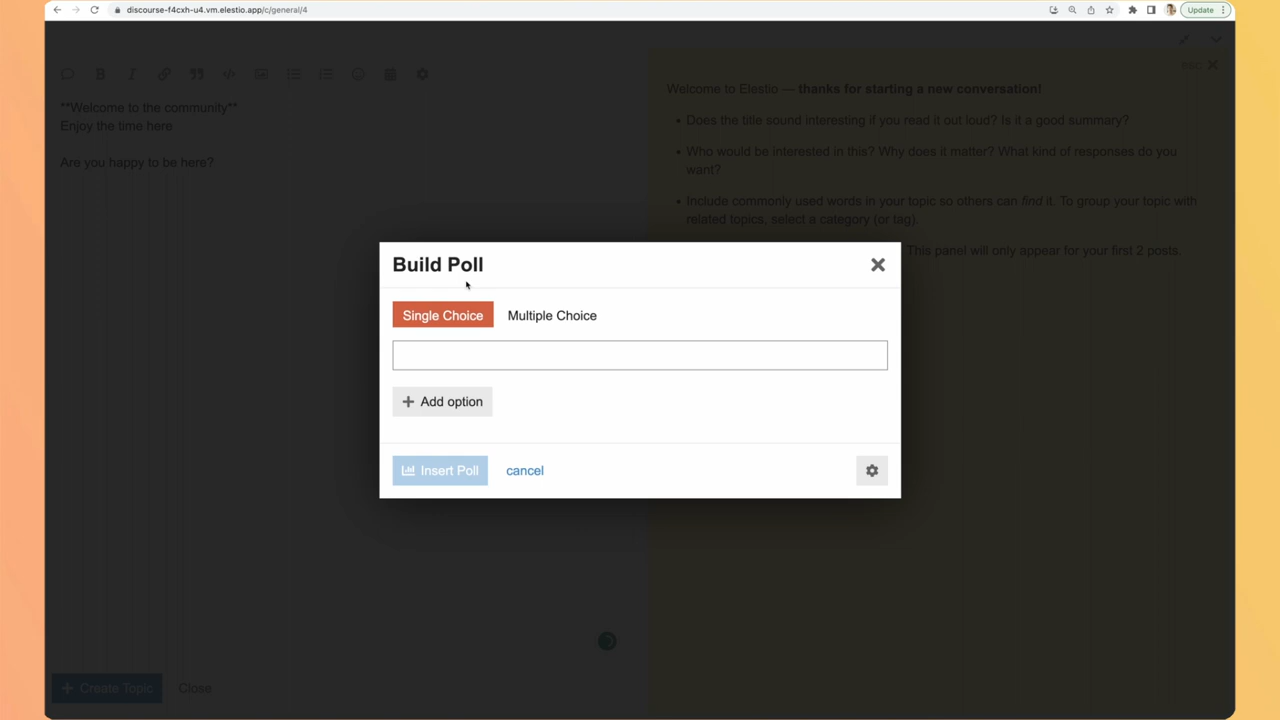 discourse-f4cxh-u4.vm.elestio.app/c/general/4
Update
esc
**Welcome to the community**
Enjoy the time here
Are you happy to be here?
Welcome to Elestio — thanks for starting a new conversation!
• Does the title sound interesting if you read it out loud? Is it a good summary?
• Who would be interested in this? Why does it matter? What kind of responses do you
want?
• Include commonly used words in your topic so others can find it. To group your topic with
related topics, select a category (or tag).
This panel will only appear for your first 2 posts.
Build Poll
Single Choice
Multiple Choice
+ Add option
Insert Poll
cancel
+ Create Topic
Close